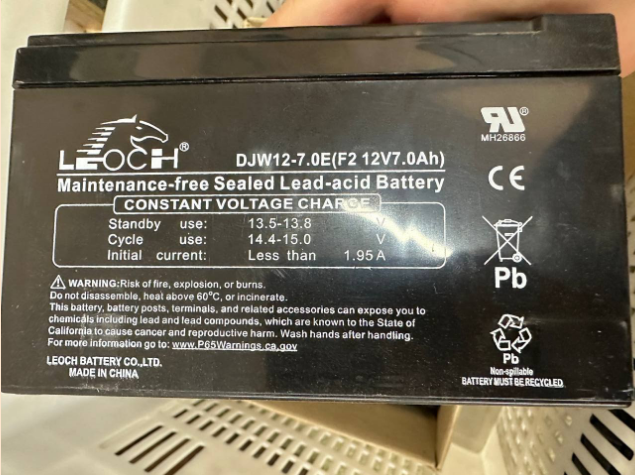 LEOCH®
DJW12-7.0E(F2 12V7.0Ah)
Maintenance-free Sealed Lead-acid Battery
CONSTANT VOLTAGE CHARGE
Standby use: 13.5-13.8 V
Cycle use: 14.4-15.0 V
Initial current: Less than 1.95 A
WARNING: Risk of fire, explosion, or burns.
Do not disassemble, heat above 60°C, or incinerate.
This battery, battery posts, terminals, and related accessories can expose you to
chemicals including lead and lead compounds, which are known to the State of
California to cause cancer and reproductive harm. Wash hands after handling.
For more information go to: www.P65Warnings.ca.gov
LEOCH BATTERY CO.,LTD.
MADE IN CHINA
RU®
MH26866
CE
Pb
Pb
Non-spillable
BATTERY MUST BE RECYCLED